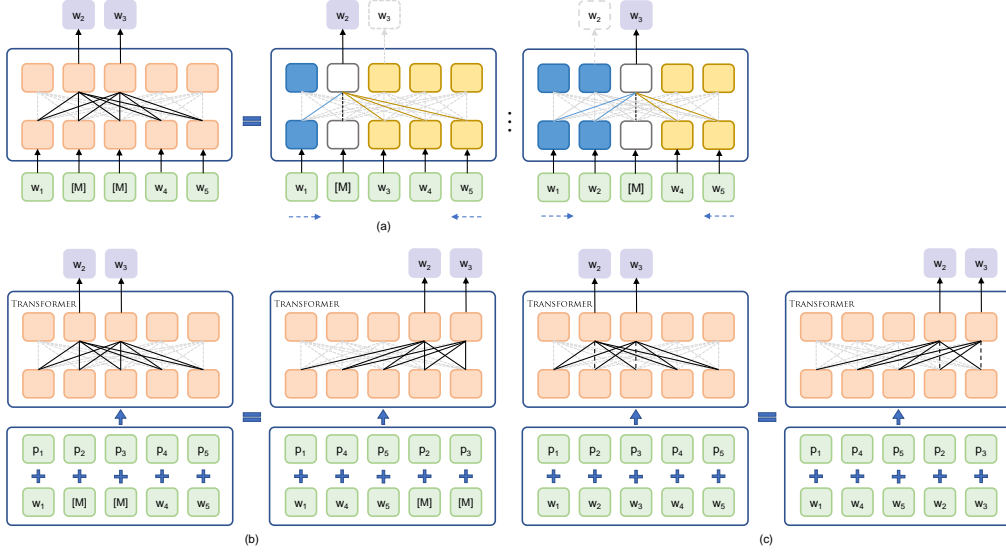 w2 w3 w2 w3 w2 w3
w1 [M] [M] w4 w5 w1 [M] w3 w4 w5 w1 w2 [M] w4 w5
(a)
w2 w3 w2 w3 w2 w3 w2 w3
TRANSFORMER TRANSFORMER TRANSFORMER TRANSFORMER
p1 p2 p3 p4 p5 p1 p4 p5 p2 p3 p1 p2 p3 p4 p5 p1 p4 p5 p2 p3
w1 [M] [M] w4 w5 w1 w4 w5 [M] [M] w1 w2 w3 w4 w5 w1 w4 w5 w2 w3
(b) (c)